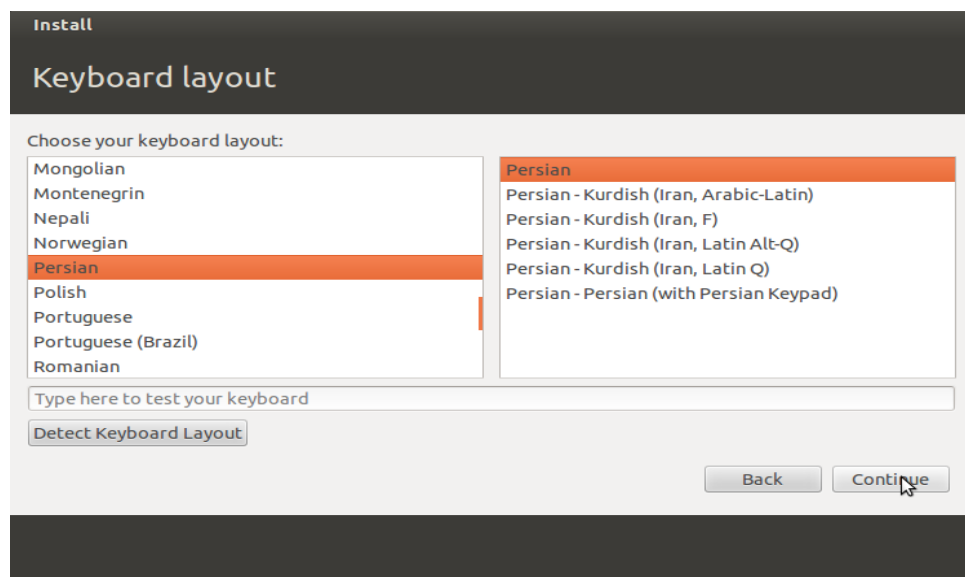 Install
Keyboard layout
Choose your keyboard layout:
Mongolian
Montenegrin
Nepali
Norwegian
Persian
Polish
Portuguese
Portuguese (Brazil)
Romanian
Persian
Persian - Kurdish (Iran, Arabic-Latin)
Persian - Kurdish (Iran, F)
Persian - Kurdish (Iran, Latin Alt-Q)
Persian - Kurdish (Iran, Latin Q)
Persian - Persian (with Persian Keypad)
Type here to test your keyboard
Detect Keyboard Layout
Back
Continue